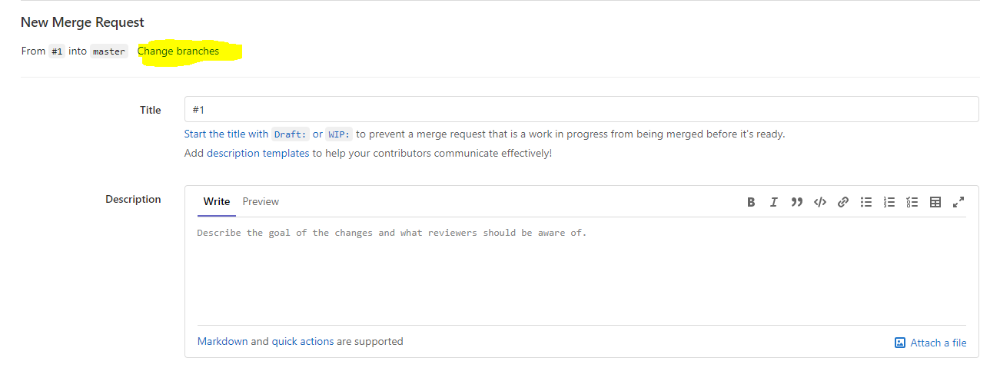 New Merge Request
From #1 into master Change branches
Title
#1
Start the title with Draft: or WIP: to prevent a merge request that is a work in progress from being merged before it's ready.
Add description templates to help your contributors communicate effectively!
Description
Write Preview
Describe the goal of the changes and what reviewers should be aware of.
Markdown and quick actions are supported
Attach a file